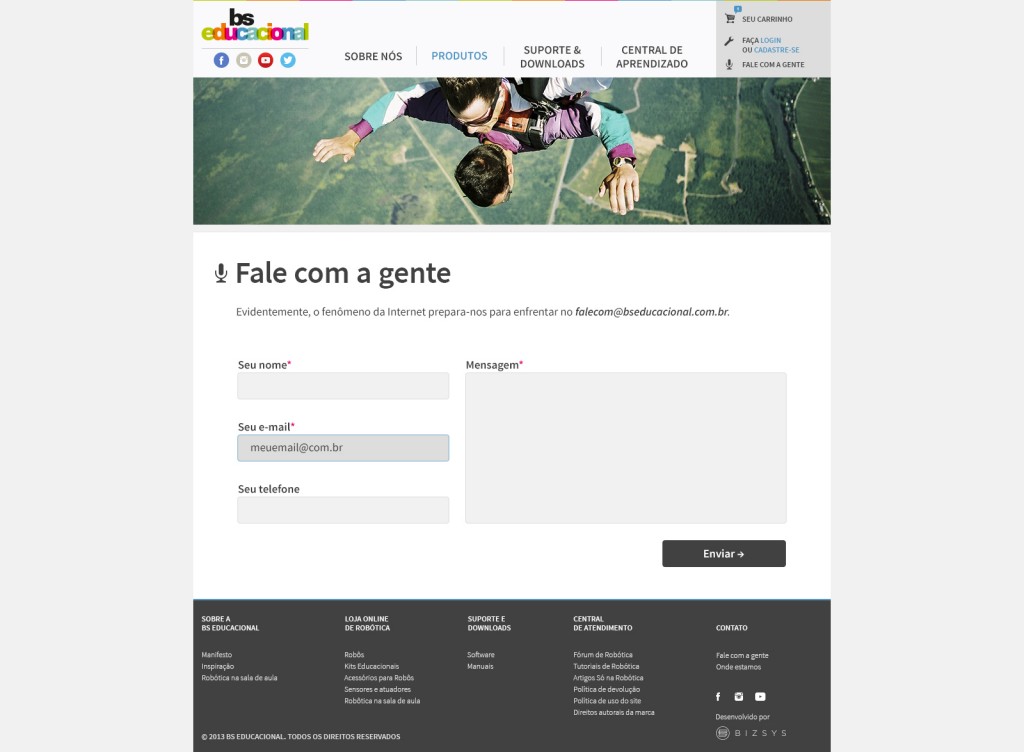 bs
educacional
SOBRE NÓS
PRODUTOS
SUPORTE &
DOWNLOADS
CENTRAL DE
APRENDIZADO
SEU CARRINHO
FAÇA LOGIN
OU CADASTRE-SE
FALE COM A GENTE
Fale com a gente
Evidentemente, o fenômeno da Internet prepara-nos para enfrentar no falecom@bseducacional.com.br.
Seu nome*
Mensagem*
Seu e-mail*
meuemail@com.br
Seu telefone
Enviar →
SOBRE A
BS EDUCACIONAL
Manifesto
Inspiração
Robótica na sala de aula
LOJA ONLINE
DE ROBÓTICA
Robôs
Kits Educacionais
Acessórios para Robôs
Sensores e atuadores
Robótica na sala de aula
SUPORTE E
DOWNLOADS
Software
Manuais
CENTRAL
DE ATENDIMENTO
Fórum de Robótica
Tutoriais de Robótica
Artigos Só na Robótica
Política de devolução
Política de uso do site
Direitos autorais da marca
CONTATO
Fale com a gente
Onde estamos
Desenvolvido por
BIZSYS
© 2013 BS EDUCACIONAL. TODOS OS DIREITOS RESERVADOS